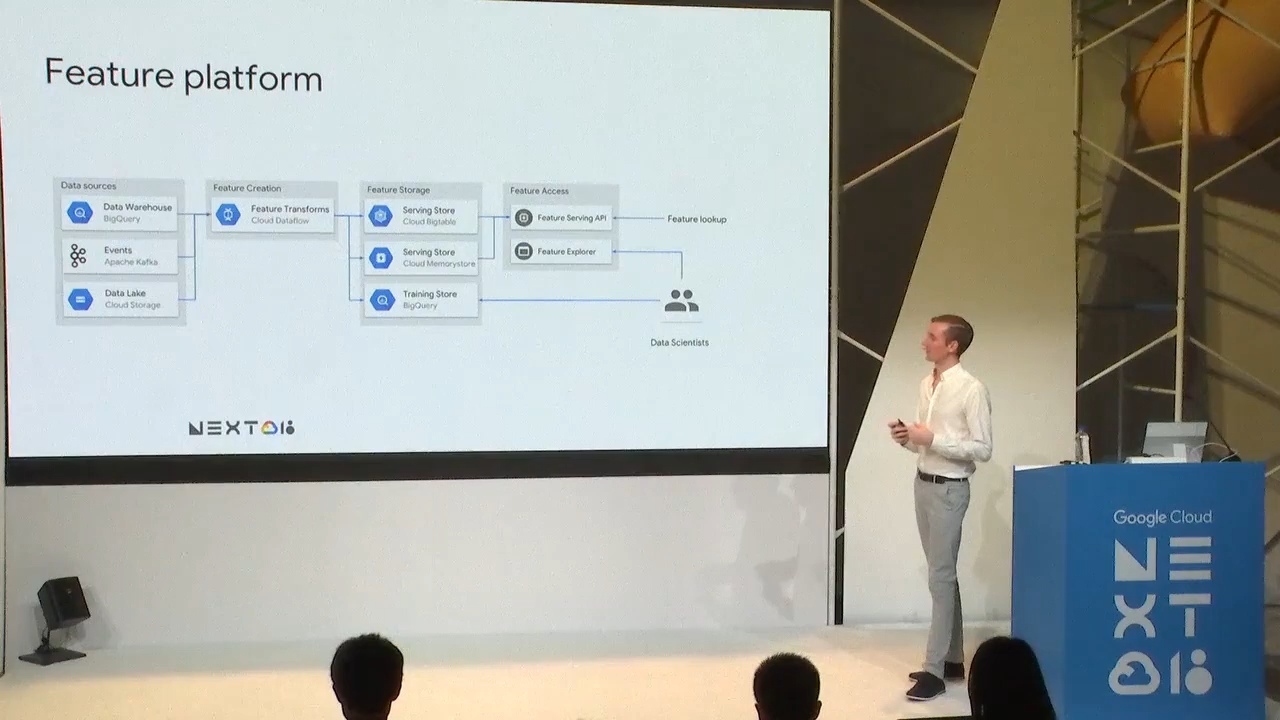 Feature platform
Data sources
Data Warehouse
BigQuery
Events
Apache Kafka
Data Lake
Cloud Storage
Feature Creation
Feature Transforms
Cloud Dataflow
Feature Storage
Serving Store
Cloud Bigtable
Serving Store
Cloud Memorystore
Training Store
BigQuery
Feature Access
Feature Serving API
Feature Explorer
Feature lookup
Data Scientists
NEXT 18
Google Cloud
NE
XT
18